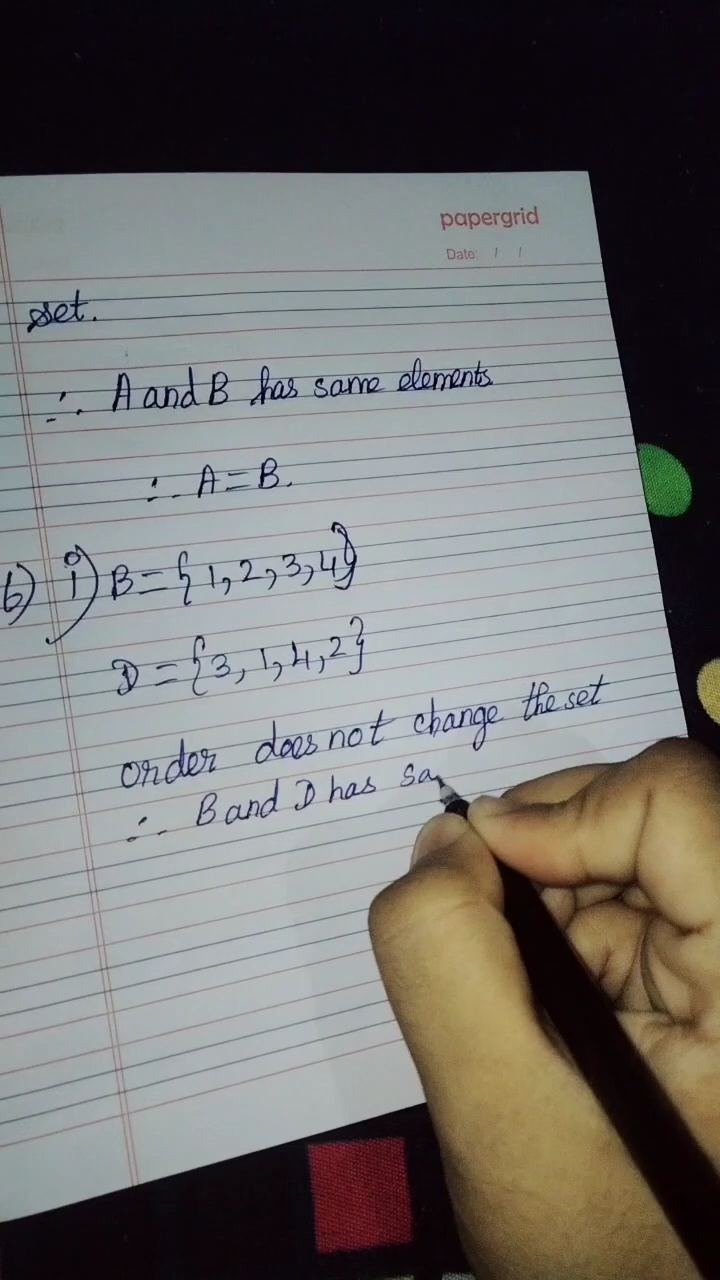 papergrid
Date: / /
set.
∴ A and B has same elements
∴ A = B.
b) i) B = {1, 2, 3, 4}
D = {3, 1, 4, 2}
order does not change the set
∴ B and D has sa